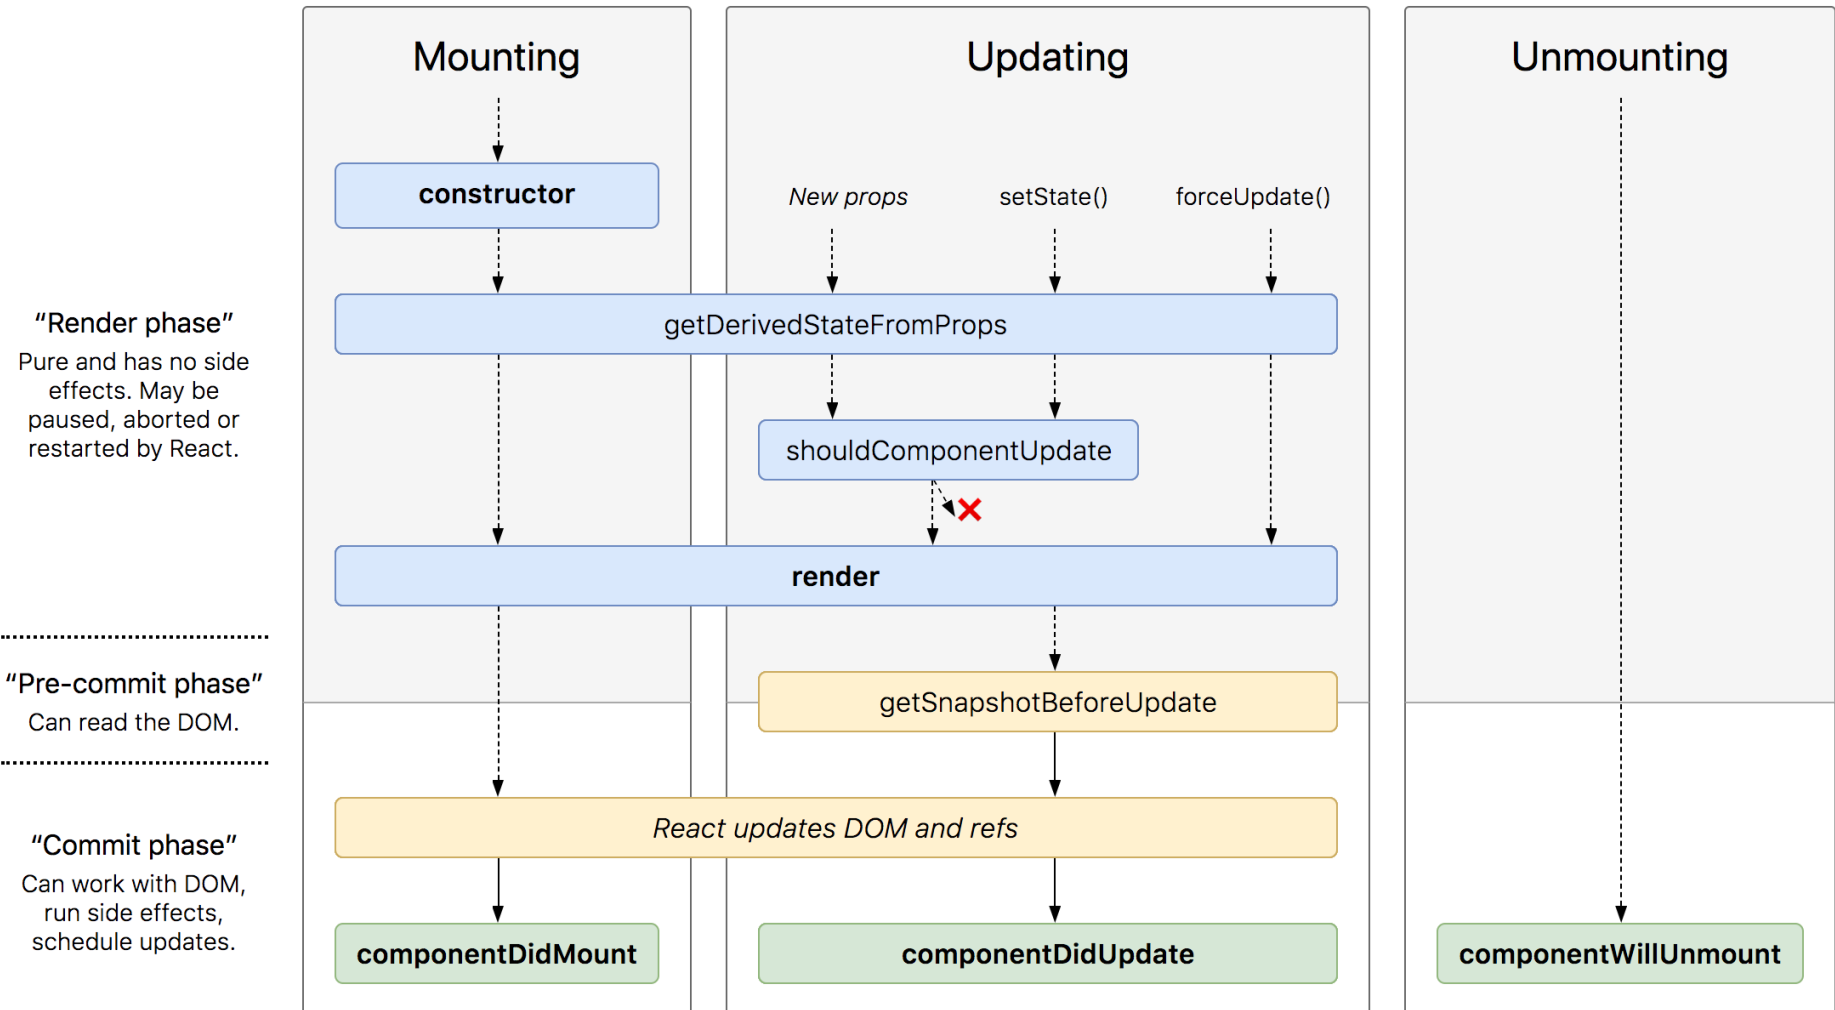 Mounting
Updating
Unmounting
constructor
New props
setState()
forceUpdate()
“Render phase”
Pure and has no side
effects. May be
paused, aborted or
restarted by React.
getDerivedStateFromProps
shouldComponentUpdate
render
“Pre-commit phase”
Can read the DOM.
getSnapshotBeforeUpdate
“Commit phase”
Can work with DOM,
run side effects,
schedule updates.
React updates DOM and refs
componentDidMount
componentDidUpdate
componentWillUnmount